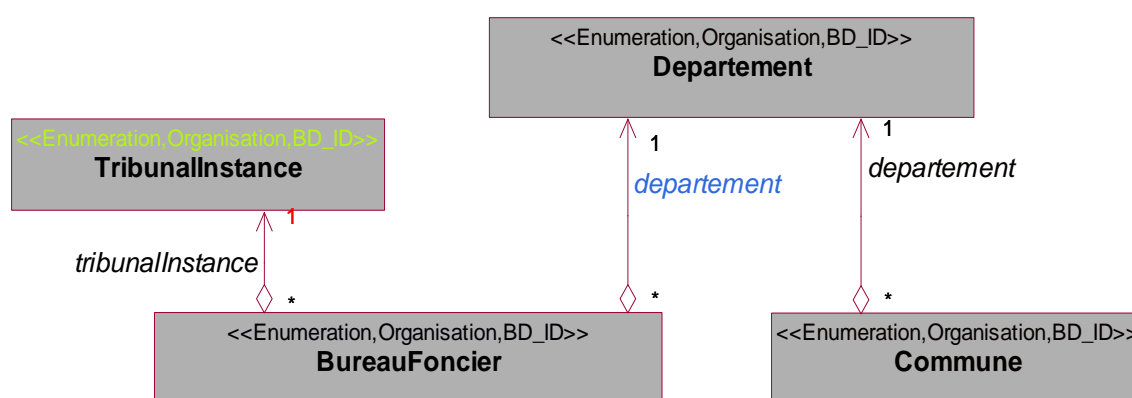 <<Enumeration,Organisation,BD_ID>>
Departement
<<Enumeration,Organisation,BD_ID>>
TribunalInstance
1
departement
1
departement
1
tribunalInstance
*
*
*
<<Enumeration,Organisation,BD_ID>>
BureauFoncier
<<Enumeration,Organisation,BD_ID>>
Commune